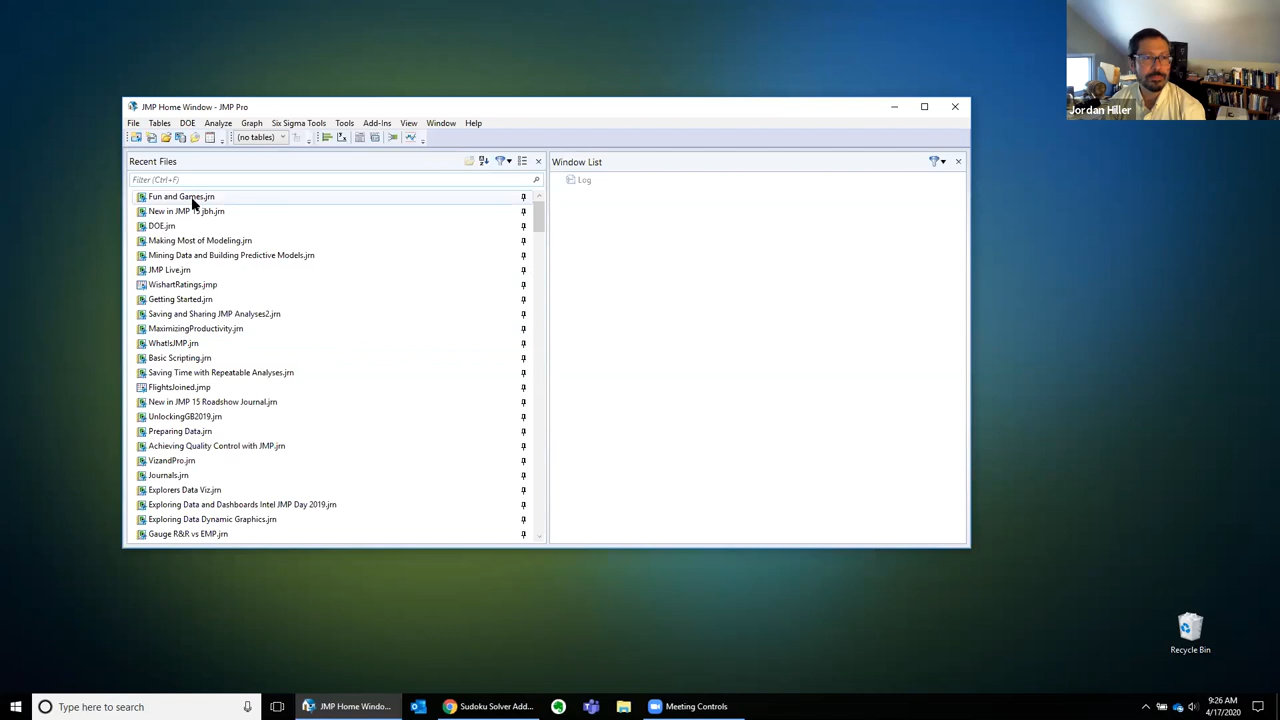 Jordan Hiller
JMP Home Window - JMP Pro
File Tables DOE Analyze Graph Six Sigma Tools Tools Add-Ins View Window Help
(no tables)
Recent Files
Filter (Ctrl+F)
Fun and Games.jrn
New in JMP 15 jbh.jrn
DOE.jrn
Making Most of Modeling.jrn
Mining Data and Building Predictive Models.jrn
JMP Live.jrn
WishartRatings.jmp
Getting Started.jrn
Saving and Sharing JMP Analyses2.jrn
MaximizingProductivity.jrn
WhatIsJMP.jrn
Basic Scripting.jrn
Saving Time with Repeatable Analyses.jrn
FlightsJoined.jmp
New in JMP 15 Roadshow Journal.jrn
UnlockingGB2019.jrn
Preparing Data.jrn
Achieving Quality Control with JMP.jrn
VizandPro.jrn
Journals.jrn
Explorers Data Viz.jrn
Exploring Data and Dashboards Intel JMP Day 2019.jrn
Exploring Data Dynamic Graphics.jrn
Gauge R&R vs EMP.jrn
Window List
Log
Recycle Bin
Type here to search
JMP Home Windo...
Sudoku Solver Add...
Meeting Controls
9:26 AM
4/17/2020